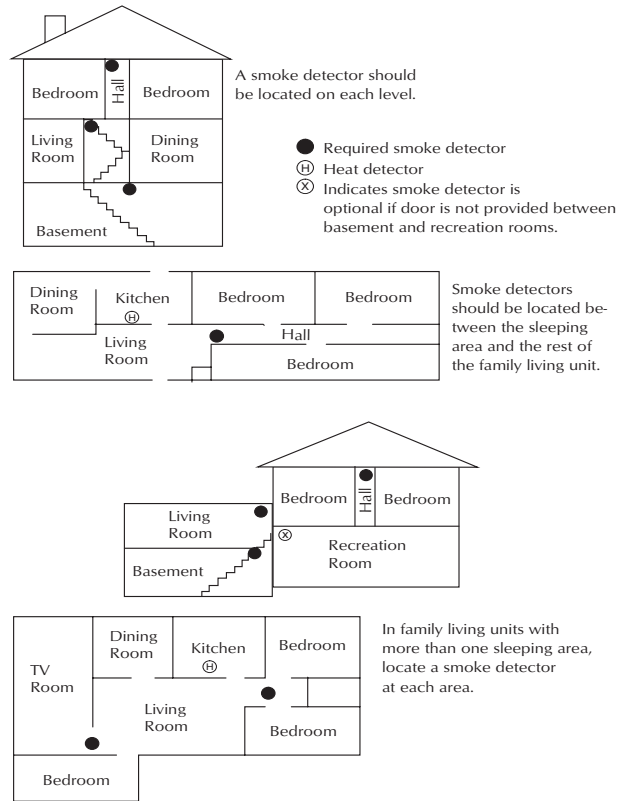 A smoke detector should
be located on each level.
Bedroom
Hall
Bedroom
Living
Room
Dining
Room
Basement
Required smoke detector
H Heat detector
X Indicates smoke detector is
optional if door is not provided between
basement and recreation rooms.
Dining
Room
Kitchen
H
Bedroom
Bedroom
Living
Room
Hall
Bedroom
Smoke detectors
should be located be-
tween the sleeping
area and the rest of
the family living unit.
Bedroom
Hall
Bedroom
Living
Room
X
Recreation
Room
Basement
TV
Room
Dining
Room
Kitchen
H
Bedroom
Living
Room
Bedroom
Bedroom
In family living units with
more than one sleeping area,
locate a smoke detector
at each area.